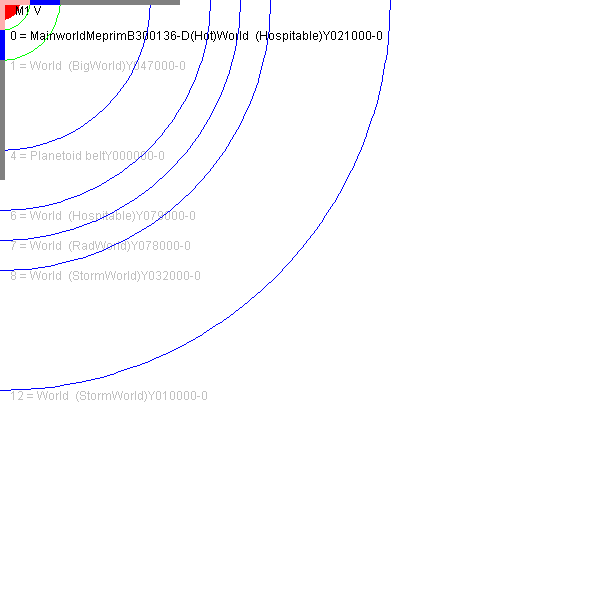 M1 V
0 = MainworldMeprimB300136-D(Hot)World  (Hospitable)Y021000-0
1 = World  (BigWorld)Y047000-0
4 = Planetoid beltY000000-0
6 = World  (Hospitable)Y079000-0
7 = World  (RadWorld)Y078000-0
8 = World  (StormWorld)Y032000-0
12 = World  (StormWorld)Y010000-0